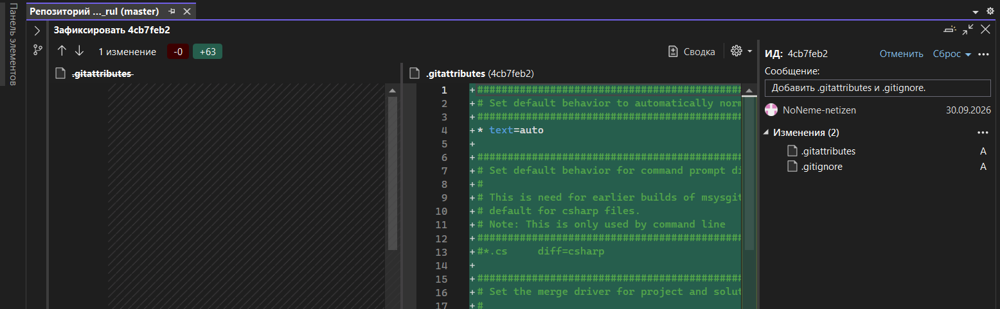 Панель элементов
Репозиторий ..._rul (master)
Зафиксировать 4cb7feb2
1 изменение -0 +63
Сводка
.gitattributes
.gitattributes (4cb7feb2)
1 +############################################
2 +# Set default behavior to automatically norm
3 +############################################
4 +* text=auto
5 +
6 +############################################
7 +# Set default behavior for command prompt di
8 +#
9 +# This is need for earlier builds of msysgit
10 +# default for csharp files.
11 +# Note: This is only used by command line
12 +############################################
13 +#*.cs     diff=csharp
14 +
15 +############################################
16 +# Set the merge driver for project and solut
17 +#
ИД: 4cb7feb2 Отменить Сброс
Сообщение:
Добавить .gitattributes и .gitignore.
NoNeme-netizen 30.09.2026
Изменения (2)
.gitattributes A
.gitignore A